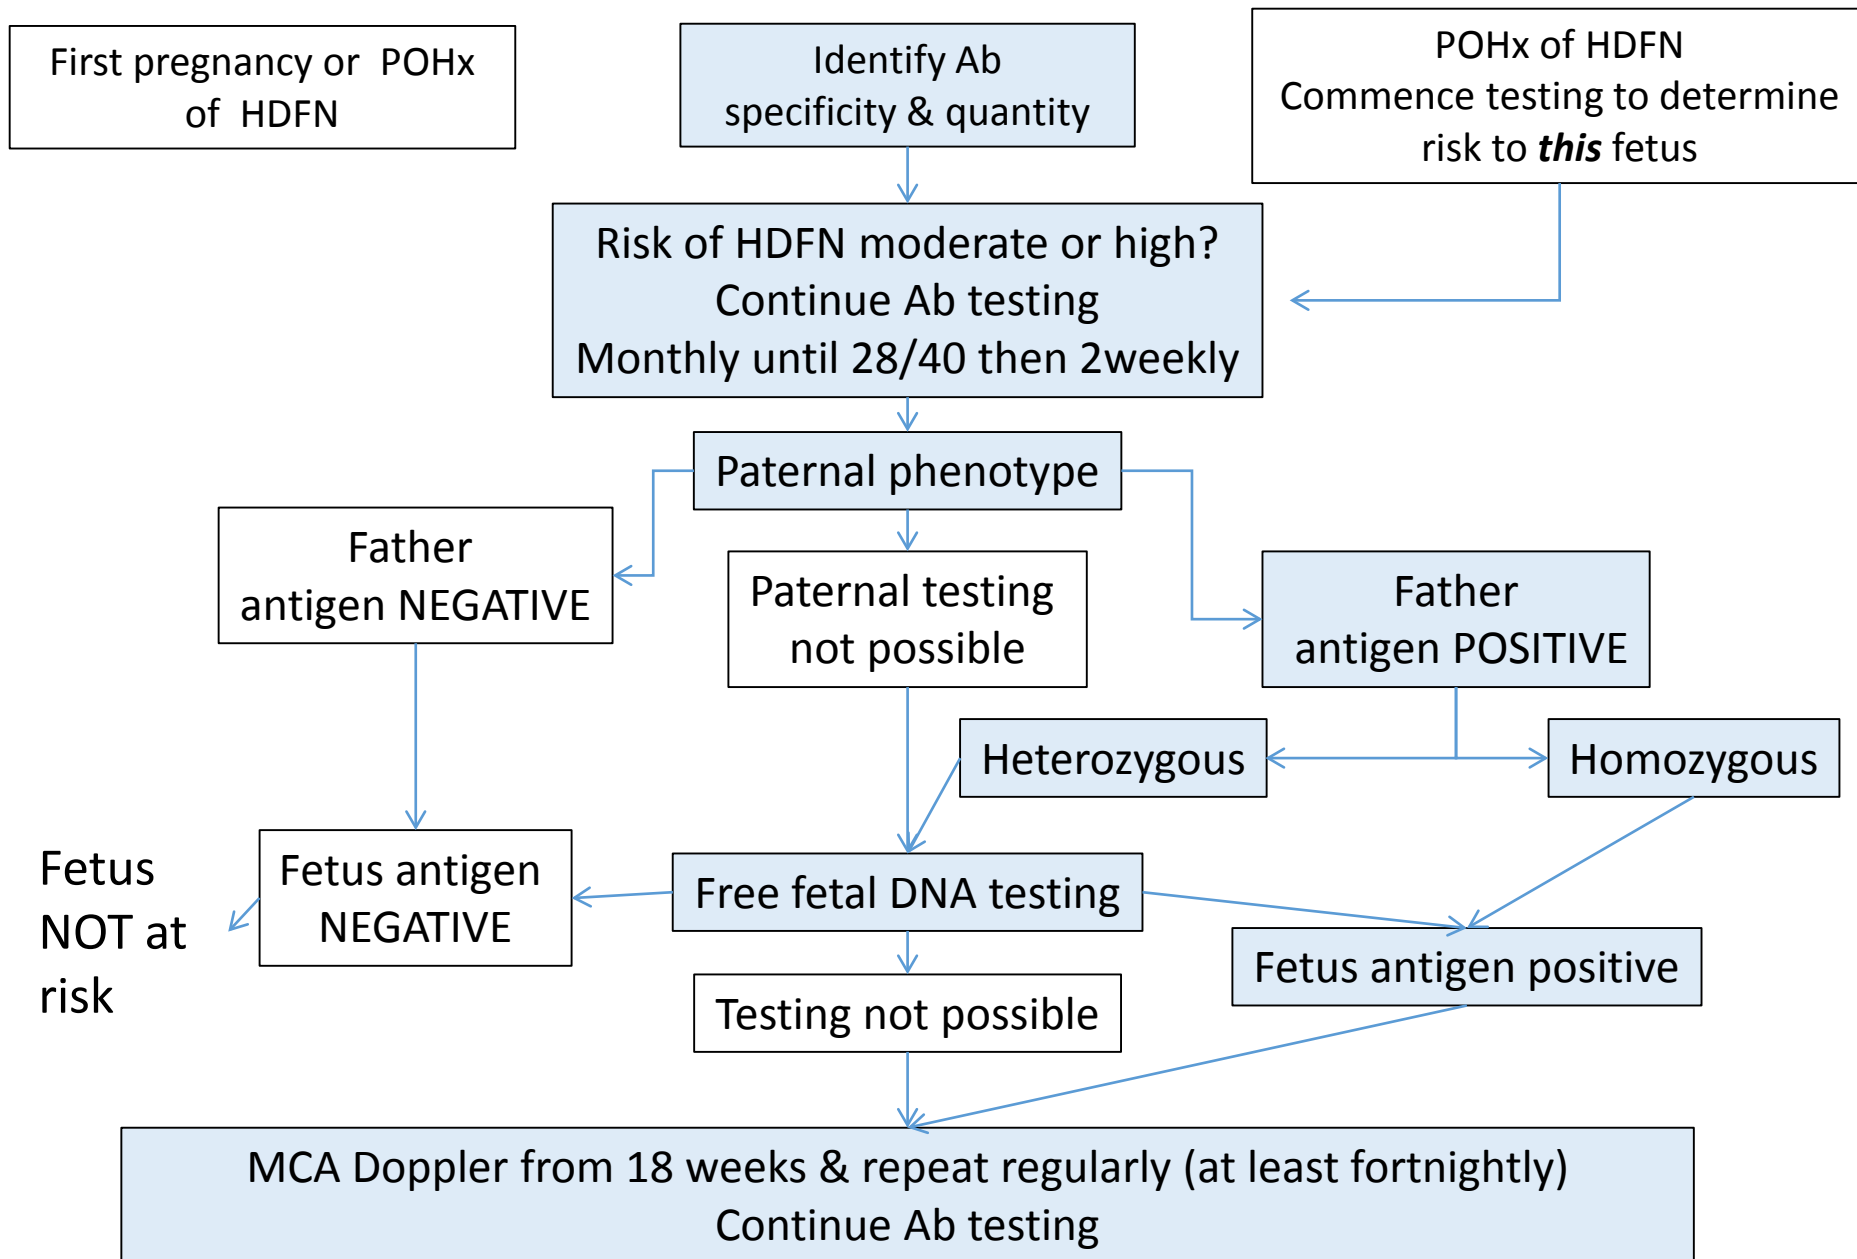 First pregnancy or POHx
of HDFN
Identify Ab
specificity & quantity
POHx of HDFN
Commence testing to determine
risk to this fetus
Risk of HDFN moderate or high?
Continue Ab testing
Monthly until 28/40 then 2weekly
Paternal phenotype
Father
antigen NEGATIVE
Paternal testing
not possible
Father
antigen POSITIVE
Heterozygous
Homozygous
Fetus
NOT at
risk
Fetus antigen
NEGATIVE
Free fetal DNA testing
Fetus antigen positive
Testing not possible
MCA Doppler from 18 weeks & repeat regularly (at least fortnightly)
Continue Ab testing